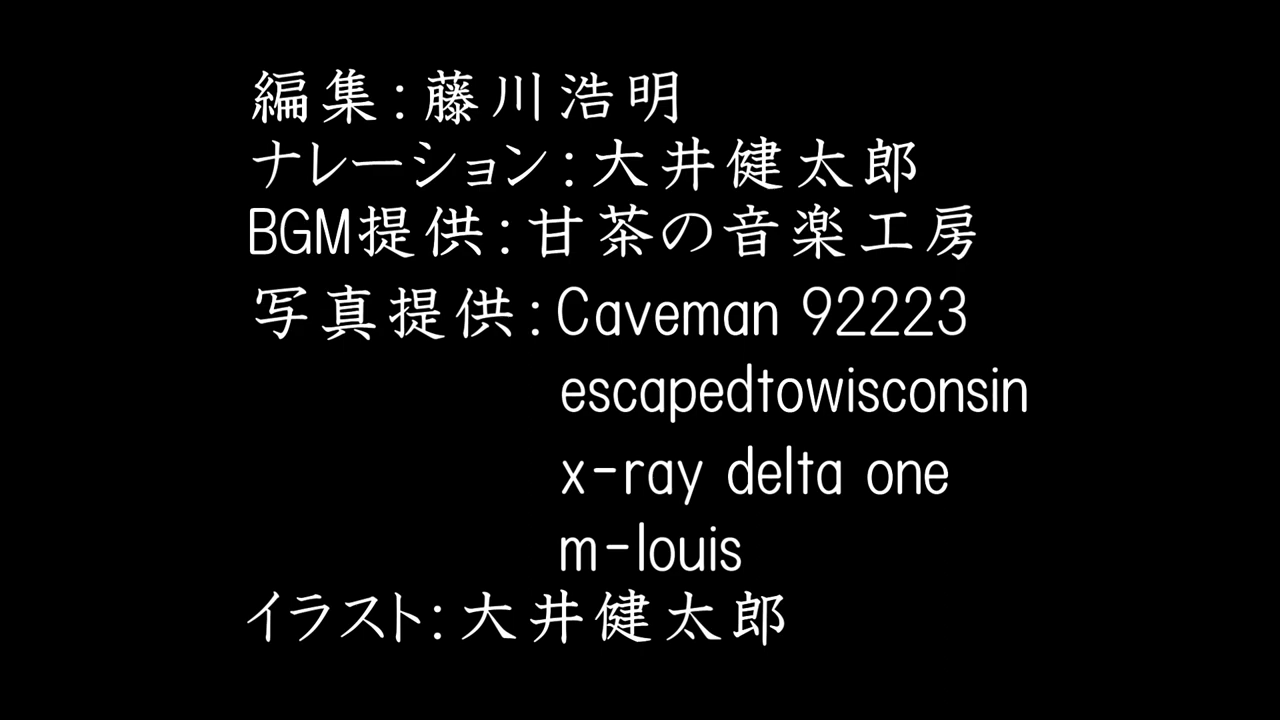 編集:藤川浩明
ナレーション:大井健太郎
BGM提供:甘茶の音楽工房
写真提供:Caveman 92223
escapedtowisconsin
x-ray delta one
m-louis
イラスト:大井健太郎